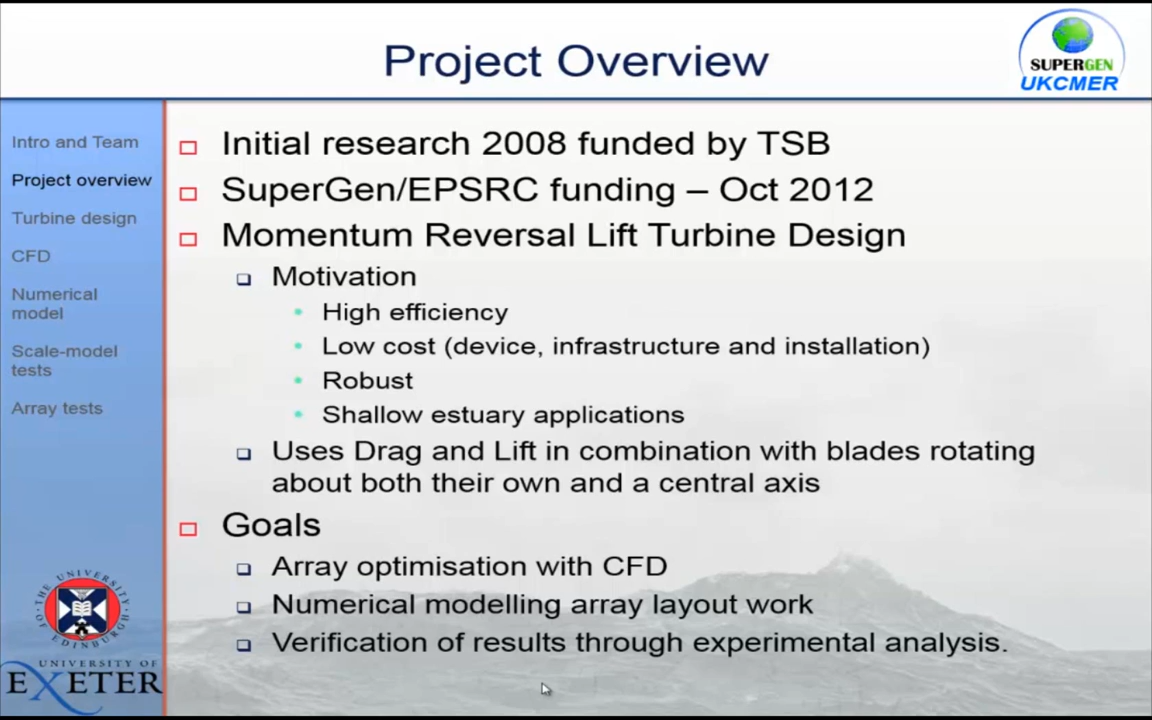 Project Overview
SUPERGEN
UKCMER
Intro and Team
Project overview
Turbine design
CFD
Numerical
model
Scale-model
tests
Array tests
Initial research 2008 funded by TSB
SuperGen/EPSRC funding – Oct 2012
Momentum Reversal Lift Turbine Design
Motivation
High efficiency
Low cost (device, infrastructure and installation)
Robust
Shallow estuary applications
Uses Drag and Lift in combination with blades rotating
about both their own and a central axis
Goals
Array optimisation with CFD
Numerical modelling array layout work
Verification of results through experimental analysis.
THE UNIVERSITY
OF EDINBURGH
UNIVERSITY OF
EXETER